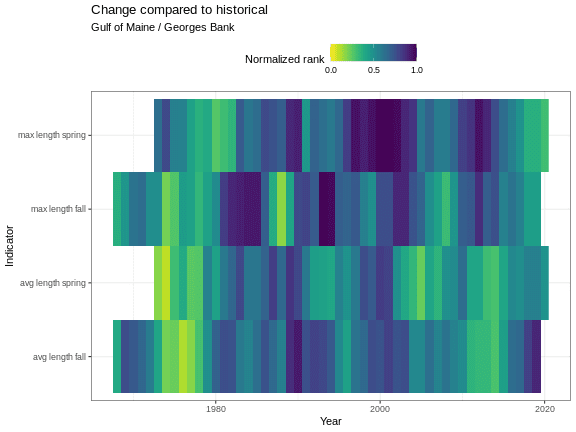 Change compared to historical
Gulf of Maine / Georges Bank
Normalized rank
0.0 0.5 1.0
max length spring
max length fall
avg length spring
avg length fall
Indicator
1980 2000 2020
Year